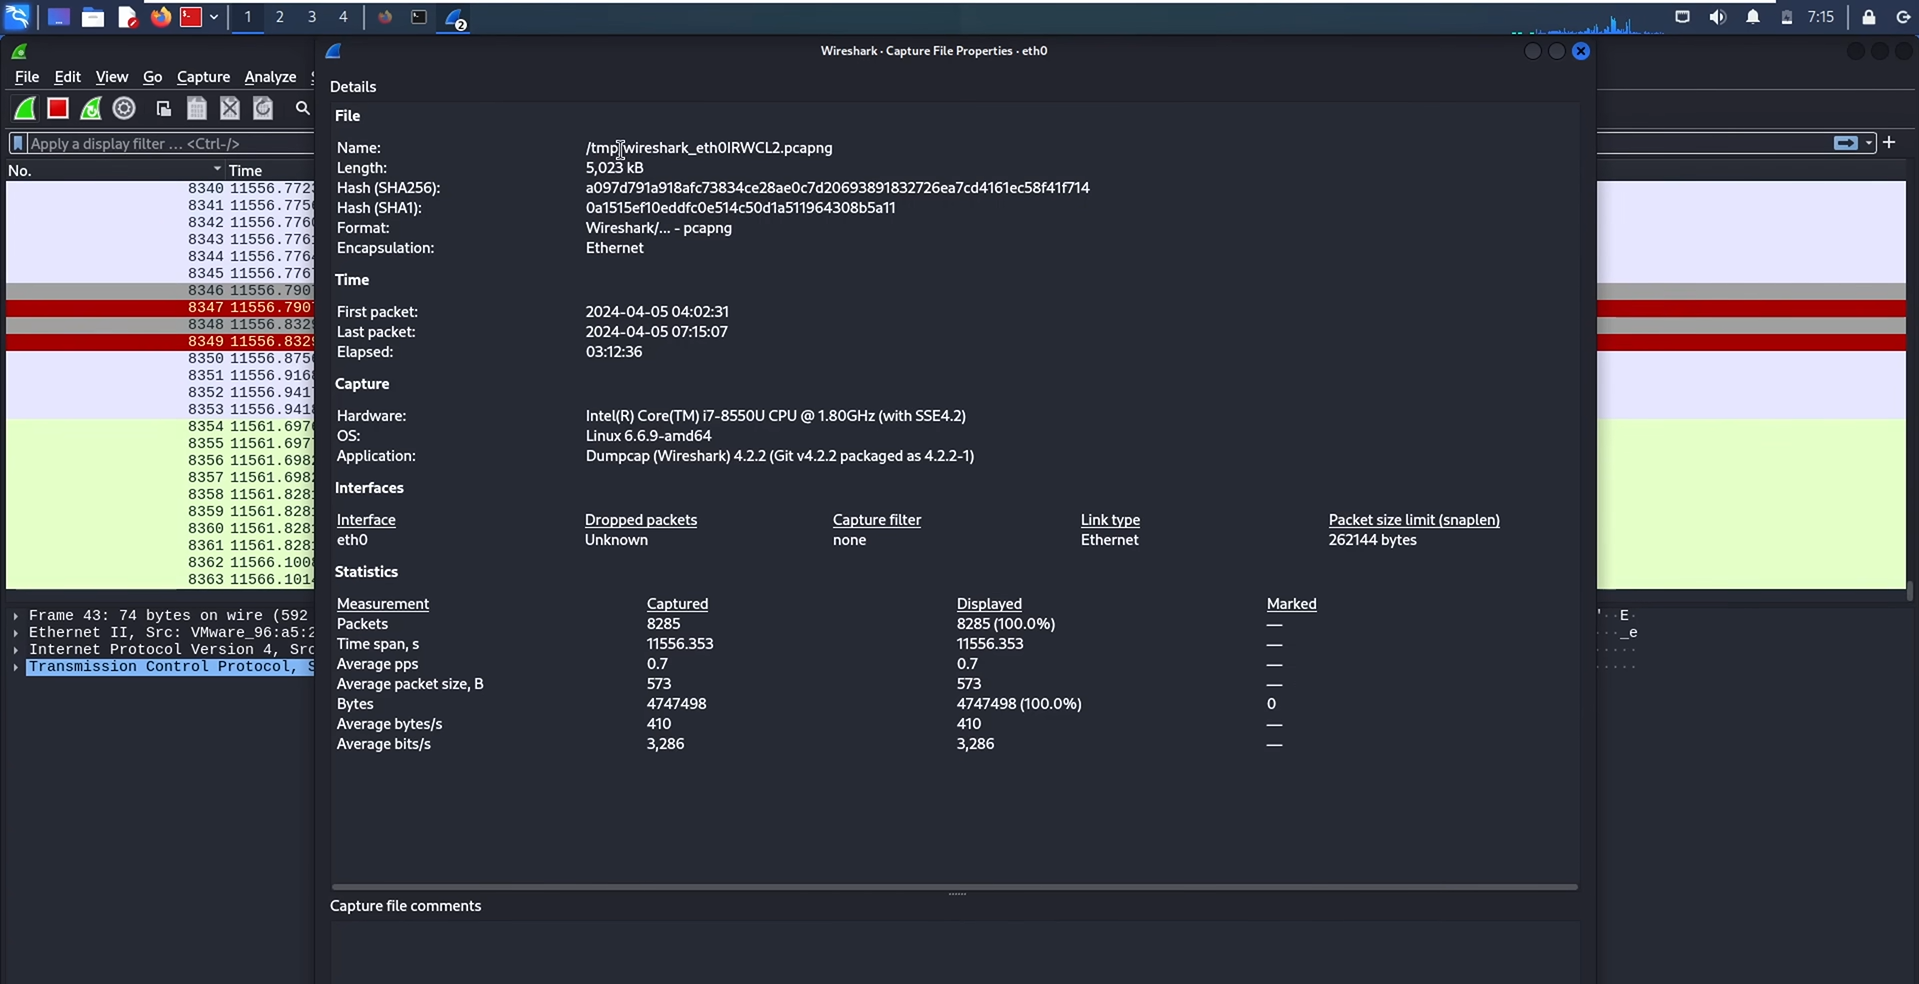 1 2 3 4
2
7:15
Wireshark · Capture File Properties · eth0
File Edit View Go Capture Analyze
Details
File
Apply a display filter ... <Ctrl-/>
Name: /tmp/wireshark_eth0IRWCL2.pcapng
Length: 5,023 kB
Hash (SHA256): a097d791a918afc73834ce28ae0c7d20693891832726ea7cd4161ec58f41f714
Hash (SHA1): 0a1515ef10eddfc0e514c50d1a511964308b5a11
Format: Wireshark/... - pcapng
Encapsulation: Ethernet
Time
First packet: 2024-04-05 04:02:31
Last packet: 2024-04-05 07:15:07
Elapsed: 03:12:36
Capture
Hardware: Intel(R) Core(TM) i7-8550U CPU @ 1.80GHz (with SSE4.2)
OS: Linux 6.6.9-amd64
Application: Dumpcap (Wireshark) 4.2.2 (Git v4.2.2 packaged as 4.2.2-1)
Interfaces
Interface Dropped packets Capture filter Link type Packet size limit (snaplen)
eth0 Unknown none Ethernet 262144 bytes
Statistics
Measurement Captured Displayed Marked
Packets 8285 8285 (100.0%) —
Time span, s 11556.353 11556.353 —
Average pps 0.7 0.7 —
Average packet size, B 573 573 —
Bytes 4747498 4747498 (100.0%) 0
Average bytes/s 410 410 —
Average bits/s 3,286 3,286 —
Capture file comments
No. Time
8340 11556.772
8341 11556.775
8342 11556.776
8343 11556.776
8344 11556.776
8345 11556.776
8346 11556.790
8347 11556.790
8348 11556.832
8349 11556.832
8350 11556.875
8351 11556.916
8352 11556.941
8353 11556.941
8354 11561.697
8355 11561.697
8356 11561.698
8357 11561.698
8358 11561.828
8359 11561.828
8360 11561.828
8361 11561.828
8362 11566.100
8363 11566.101
Frame 43: 74 bytes on wire (592
Ethernet II, Src: VMware_96:a5:2
Internet Protocol Version 4, Src
Transmission Control Protocol, S
' · · E ·
· · · _e